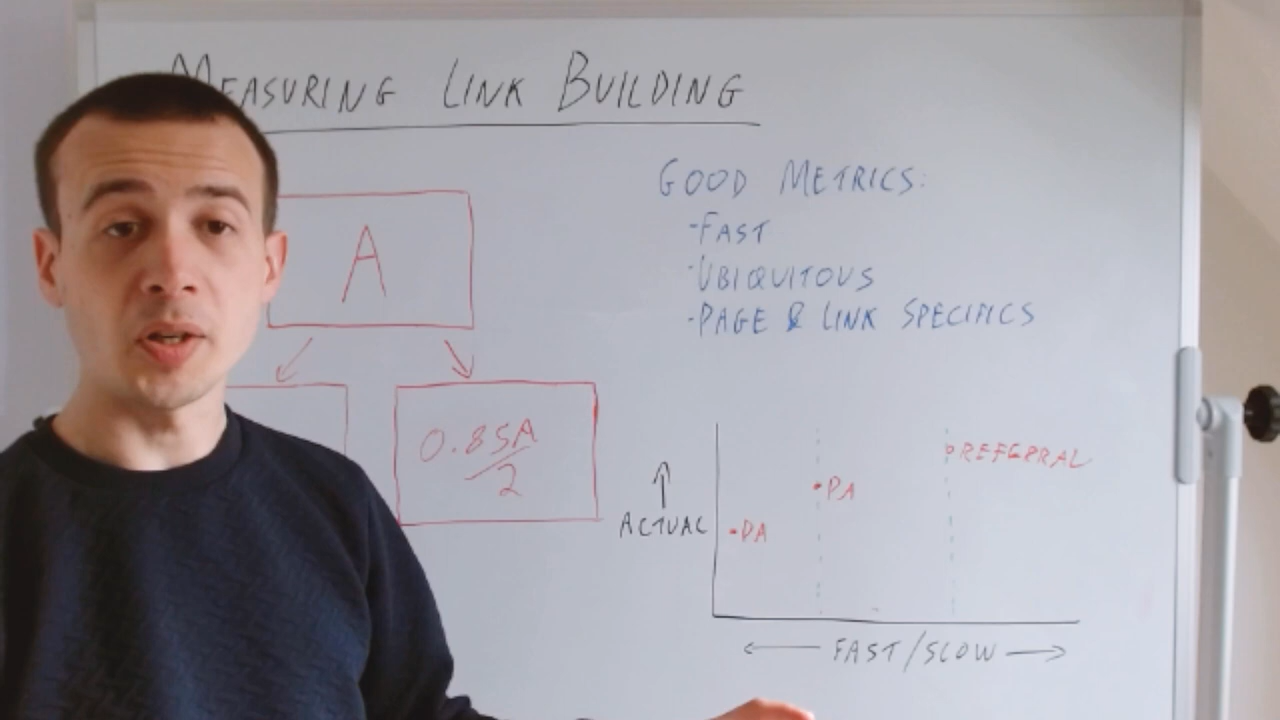 MEASURING LINK BUILDING
GOOD METRICS:
-FAST
-UBIQUITOUS
-PAGE & LINK SPECIFICS
A
0.85A
2
↑
ACTUAL
•DA
•PA
REFERRAL
← FAST/SLOW →